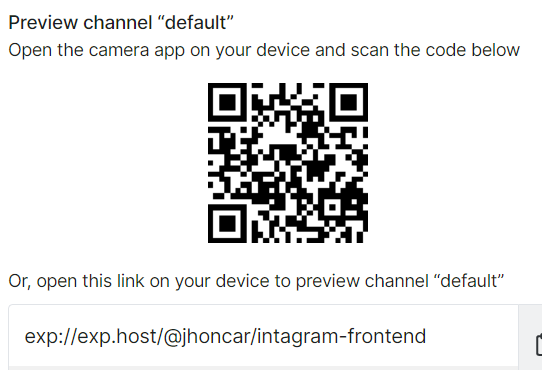 Preview channel “default”
Open the camera app on your device and scan the code below
Or, open this link on your device to preview channel “default”
exp://exp.host/@jhoncar/intagram-frontend